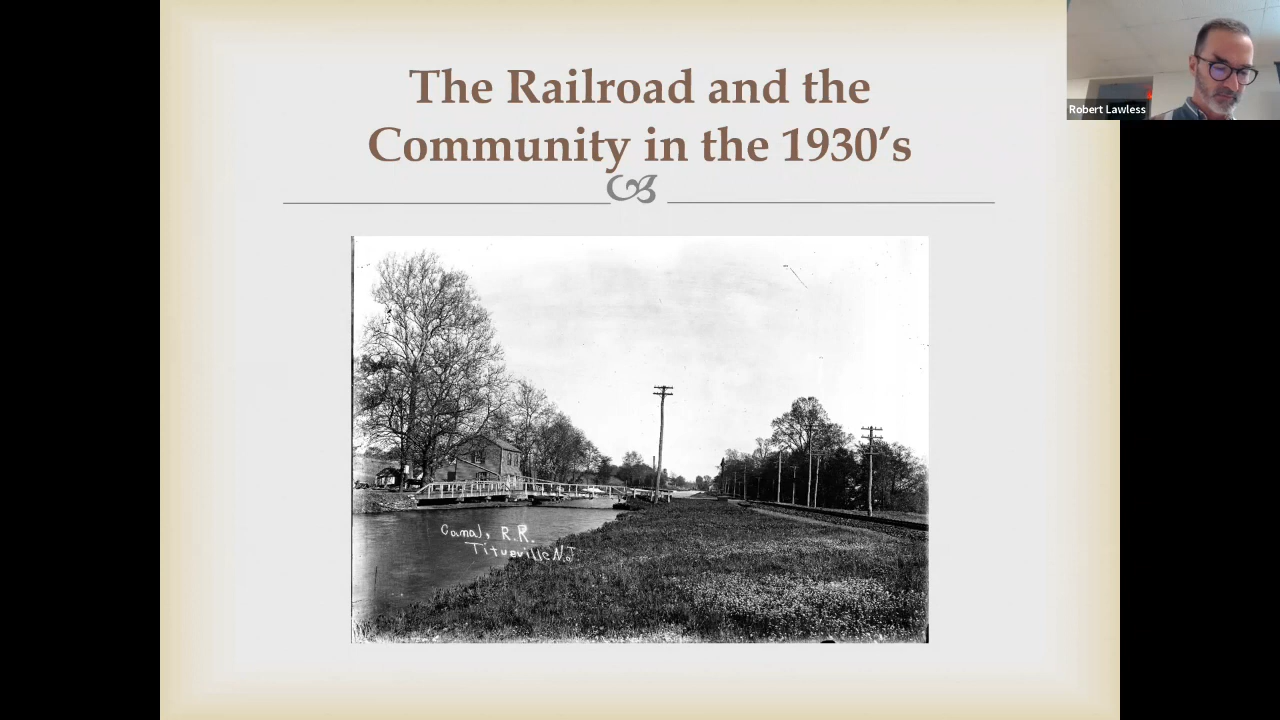 The Railroad and the
Community in the 1930’s
Robert Lawless
Canal, R.R.
Titusville N.J.